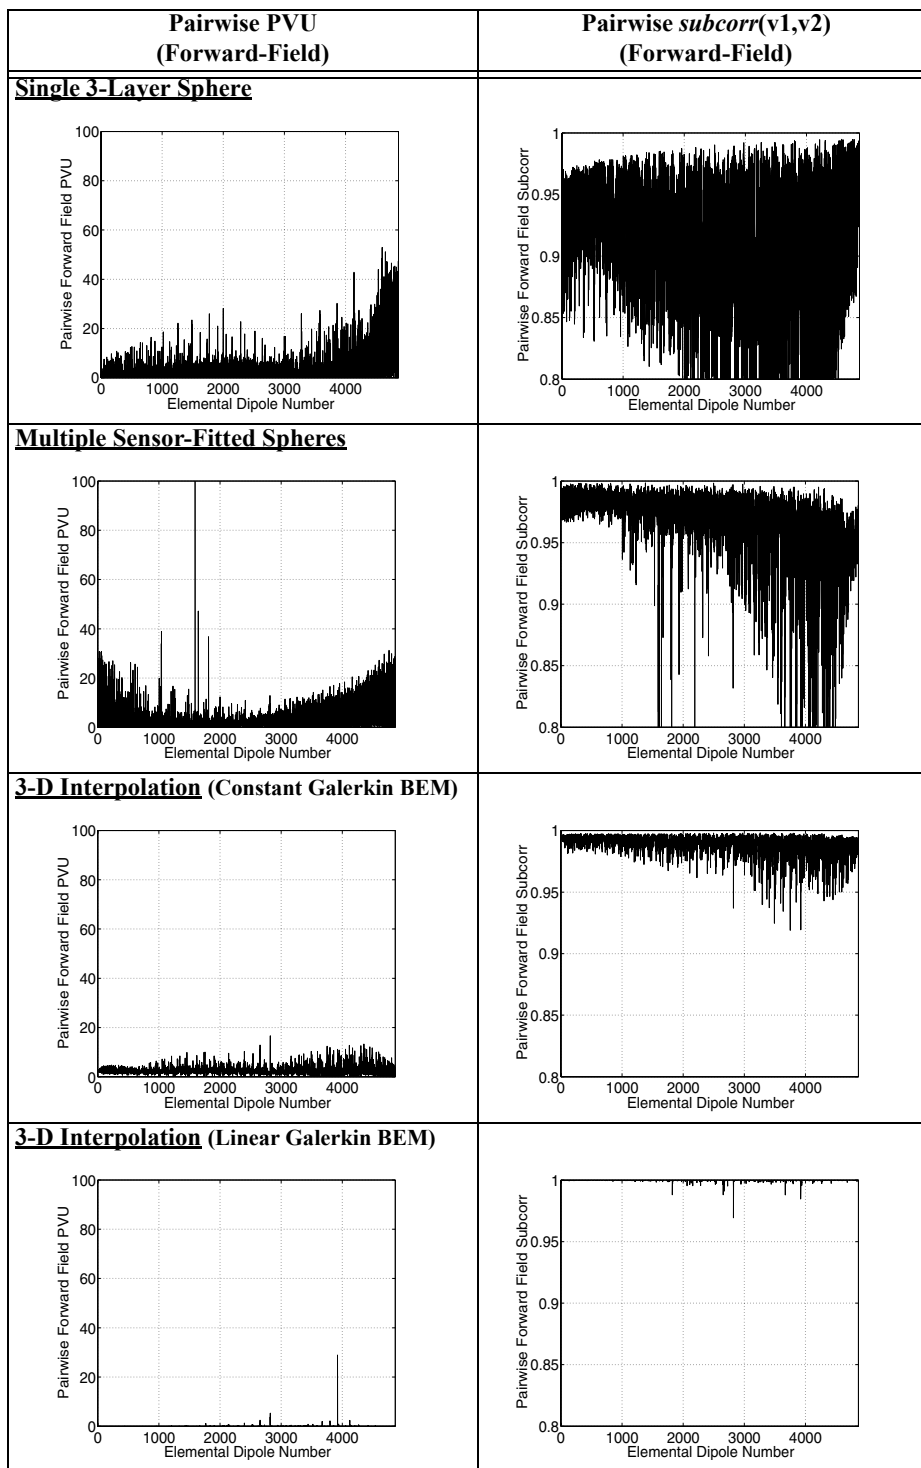 Pairwise PVU
(Forward-Field)
Pairwise subcorr(v1,v2)
(Forward-Field)
Single 3-Layer Sphere
Pairwise Forward Field PVU
100
80
60
40
20
0
0 1000 2000 3000 4000
Elemental Dipole Number
Pairwise Forward Field Subcorr
1
0.95
0.9
0.85
0.8
0 1000 2000 3000 4000
Elemental Dipole Number
Multiple Sensor-Fitted Spheres
Pairwise Forward Field PVU
100
80
60
40
20
0
0 1000 2000 3000 4000
Elemental Dipole Number
Pairwise Forward Field Subcorr
1
0.95
0.9
0.85
0.8
0 1000 2000 3000 4000
Elemental Dipole Number
3-D Interpolation (Constant Galerkin BEM)
Pairwise Forward Field PVU
100
80
60
40
20
0
0 1000 2000 3000 4000
Elemental Dipole Number
Pairwise Forward Field Subcorr
1
0.95
0.9
0.85
0.8
0 1000 2000 3000 4000
Elemental Dipole Number
3-D Interpolation (Linear Galerkin BEM)
Pairwise Forward Field PVU
100
80
60
40
20
0
0 1000 2000 3000 4000
Elemental Dipole Number
Pairwise Forward Field Subcorr
1
0.95
0.9
0.85
0.8
0 1000 2000 3000 4000
Elemental Dipole Number